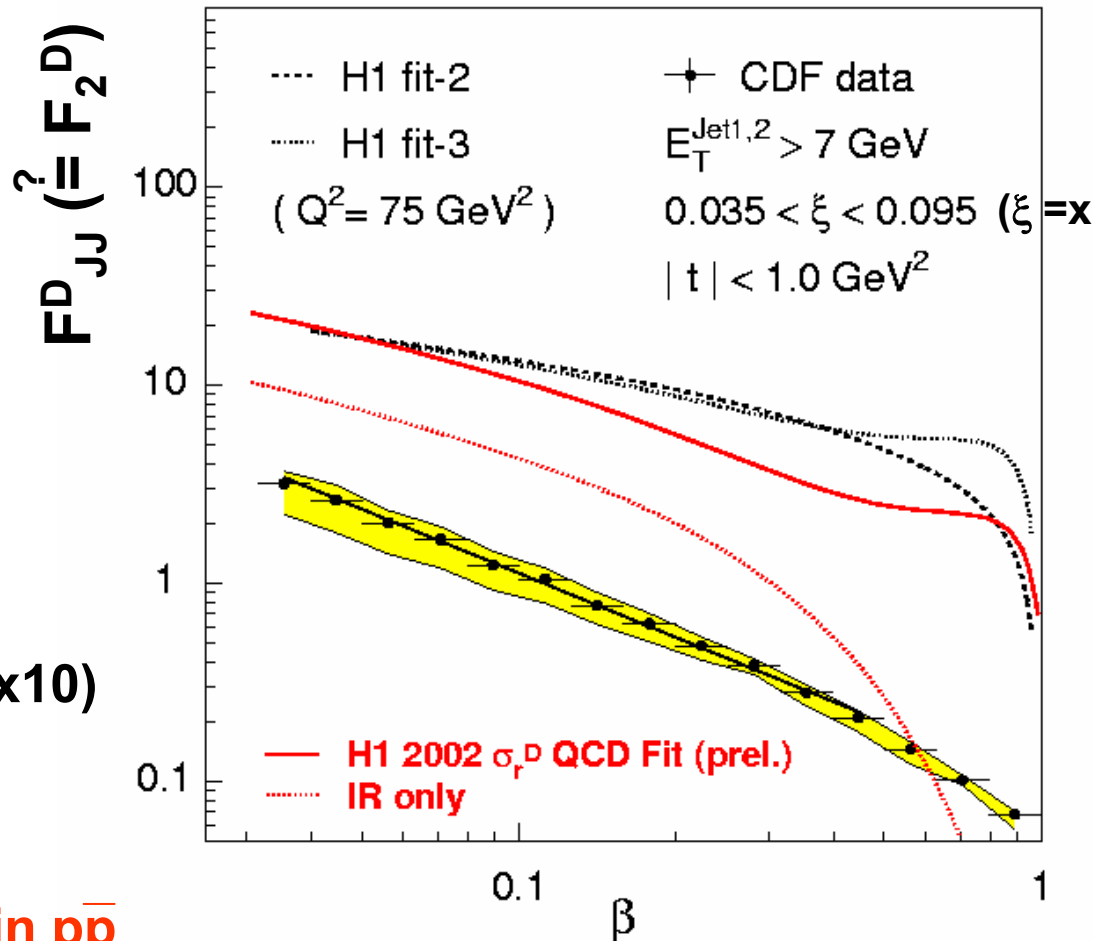 F^D_JJ (?= F_2^D)
H1 fit-2
H1 fit-3
( Q²= 75 GeV² )
CDF data
E_T^Jet1,2 > 7 GeV
0.035 < ξ < 0.095 (ξ =x
| t | < 1.0 GeV²
100
10
1
0.1
x10)
H1 2002 σ_r^D QCD Fit (prel.)
IR only
0.1
1
β
in pp̅